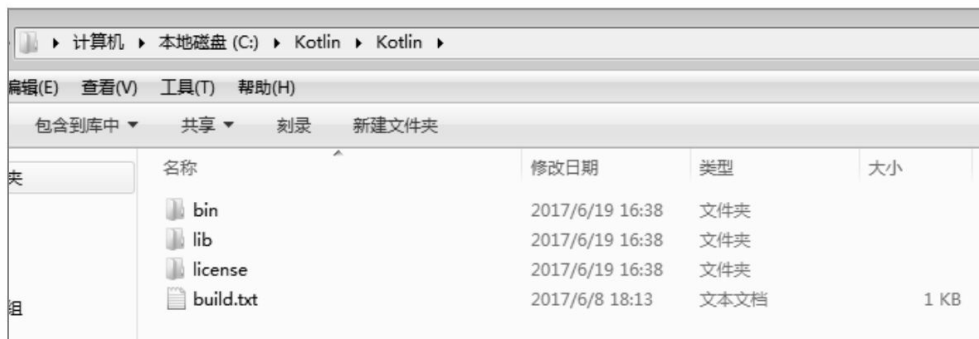 计算机 本地磁盘 (C:) Kotlin Kotlin
编辑(E) 查看(V) 工具(T) 帮助(H)
包含到库中 共享 刻录 新建文件夹
名称 修改日期 类型 大小
夹
bin 2017/6/19 16:38 文件夹
lib 2017/6/19 16:38 文件夹
license 2017/6/19 16:38 文件夹
build.txt 2017/6/8 18:13 文本文档 1 KB
组